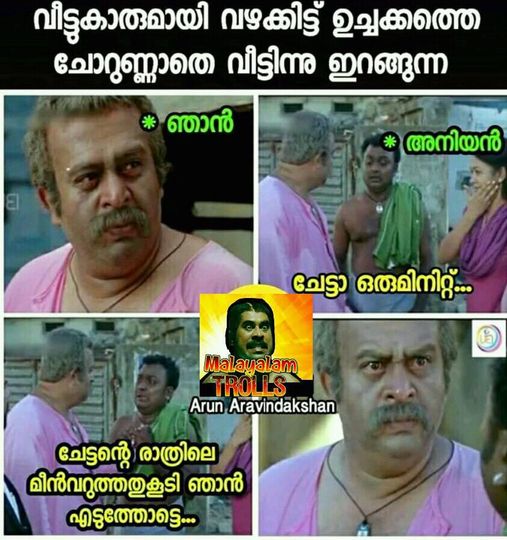 വീട്ടുകാരുമായി വഴക്കിട്ട് ഉച്ചക്കത്തെ
ചോറുണ്ണാതെ വീട്ടിന്നു ഇറങ്ങുന്ന
* ഞാൻ
* അനിയൻ
ചേട്ടാ ഒരുമിനിറ്റ്...
Malayalam
TROLLS
Arun Aravindakshan
ചേട്ടന്റെ രാത്രിലെ
മീൻവറുത്തതുകൂടി ഞാൻ
എടുത്തോട്ടെ...